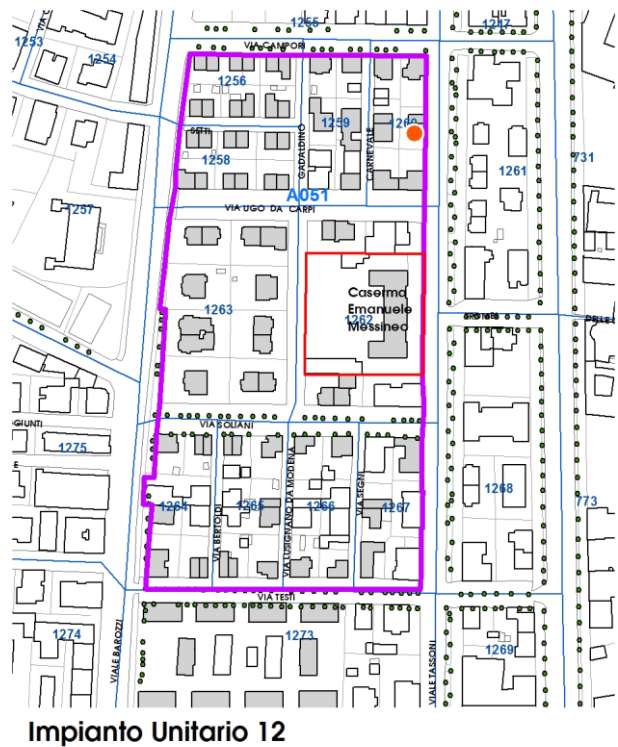 1255
1247
VIA CAMPORI
1253
1254
1256
1259
1260
CARNEVALE
GADALDINO
SETTI
1258
731
1261
A051
VIA UGO DA CARPI
1257
1263
Caserma
Emanuele
1262
Messineo
VIA SOLIANI
GIUNTI
1275
E
VIA SEGNI
VIA LUSIGNANO DA MODENA
VIA BERTOLDI
1264
1265
1266
1267
1268
773
VIA TESTI
1274
1273
1269
VIALE BAROZZI
VIALE TASSONI
Impianto Unitario 12